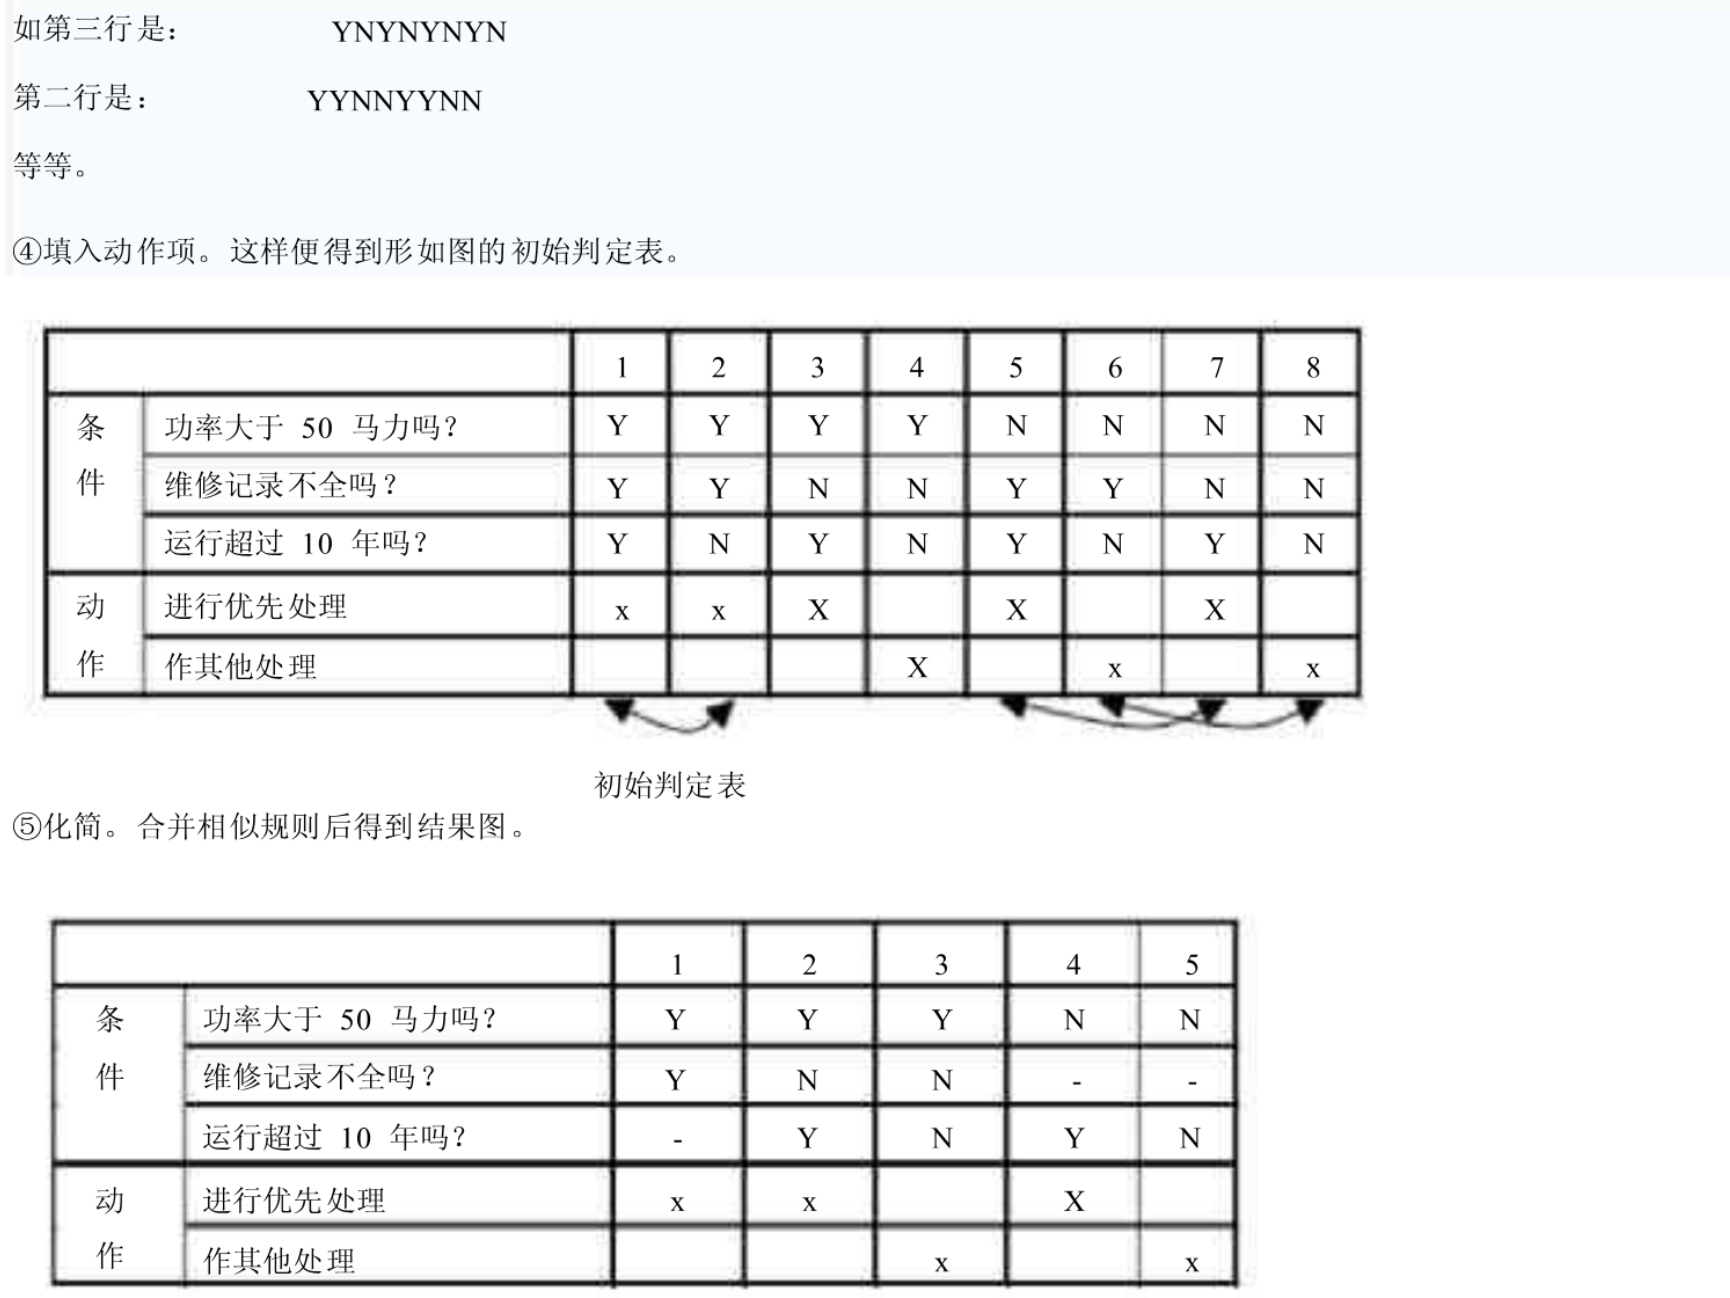 如第三行是： YNYNYNYN
第二行是： YYNNYYNN
等等。
④填入动作项。这样便得到形如图的初始判定表。
1 2 3 4 5 6 7 8
条件 功率大于 50 马力吗？ Y Y Y Y N N N N
维修记录不全吗？ Y Y N N Y Y N N
运行超过 10 年吗？ Y N Y N Y N Y N
动作 进行优先处理 x x X X X
作其他处理 X x x
初始判定表
⑤化简。合并相似规则后得到结果图。
1 2 3 4 5
条件 功率大于 50 马力吗？ Y Y Y N N
维修记录不全吗？ Y N N - -
运行超过 10 年吗？ - Y N Y N
动作 进行优先处理 x x X
作其他处理 x x